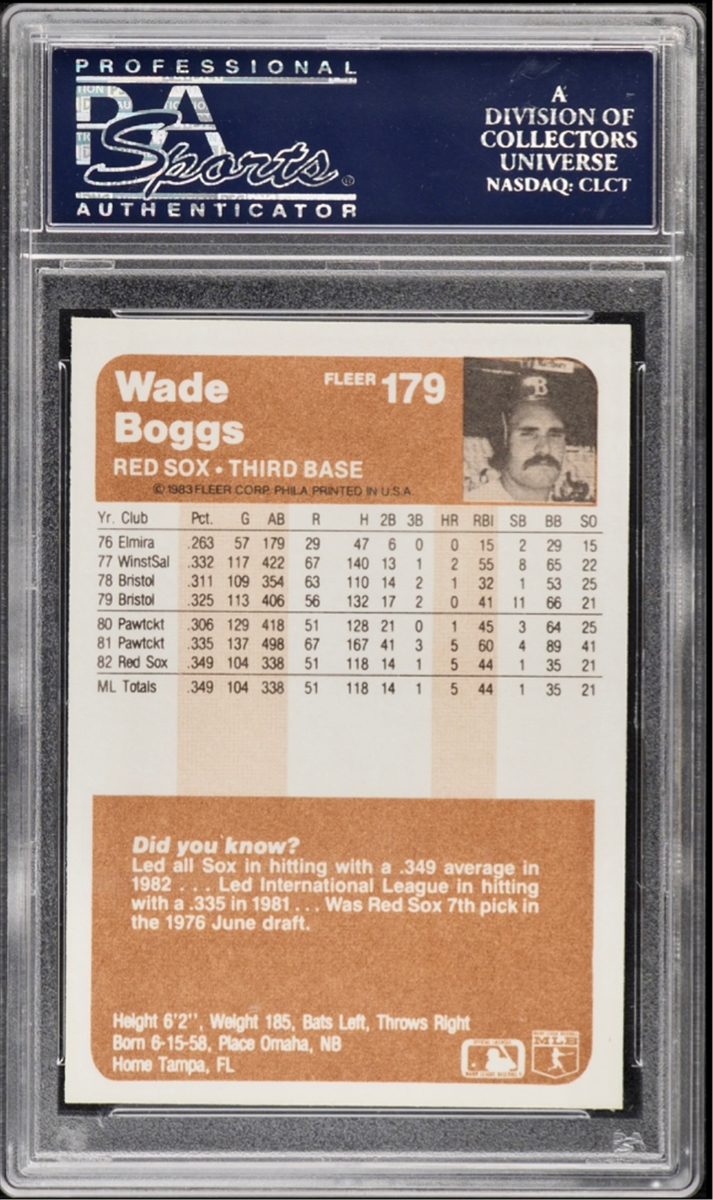 PROFESSIONAL
PSA
Sports
AUTHENTICATOR
A
DIVISION OF
COLLECTORS
UNIVERSE
NASDAQ: CLCT
Wade
Boggs
FLEER 179
RED SOX • THIRD BASE
© 1983 FLEER CORP. PHILA. PRINTED IN U.S.A.
B
Yr. Club Pct. G AB R H 2B 3B HR RBI SB BB SO
76 Elmira .263 57 179 29 47 6 0 0 15 2 29 15
77 WinstSal .332 117 422 67 140 13 1 2 55 8 65 22
78 Bristol .311 109 354 63 110 14 2 1 32 1 53 25
79 Bristol .325 113 406 56 132 17 2 0 41 11 66 21
80 Pawtckt .306 129 418 51 128 21 0 1 45 3 64 25
81 Pawtckt .335 137 498 67 167 41 3 5 60 4 89 41
82 Red Sox .349 104 338 51 118 14 1 5 44 1 35 21
ML Totals .349 104 338 51 118 14 1 5 44 1 35 21
Did you know?
Led all Sox in hitting with a .349 average in
1982 . . . Led International League in hitting
with a .335 in 1981 . . . Was Red Sox 7th pick in
the 1976 June draft.
Height 6'2", Weight 185, Bats Left, Throws Right
Born 6-15-58, Place Omaha, NB
Home Tampa, FL
MLB